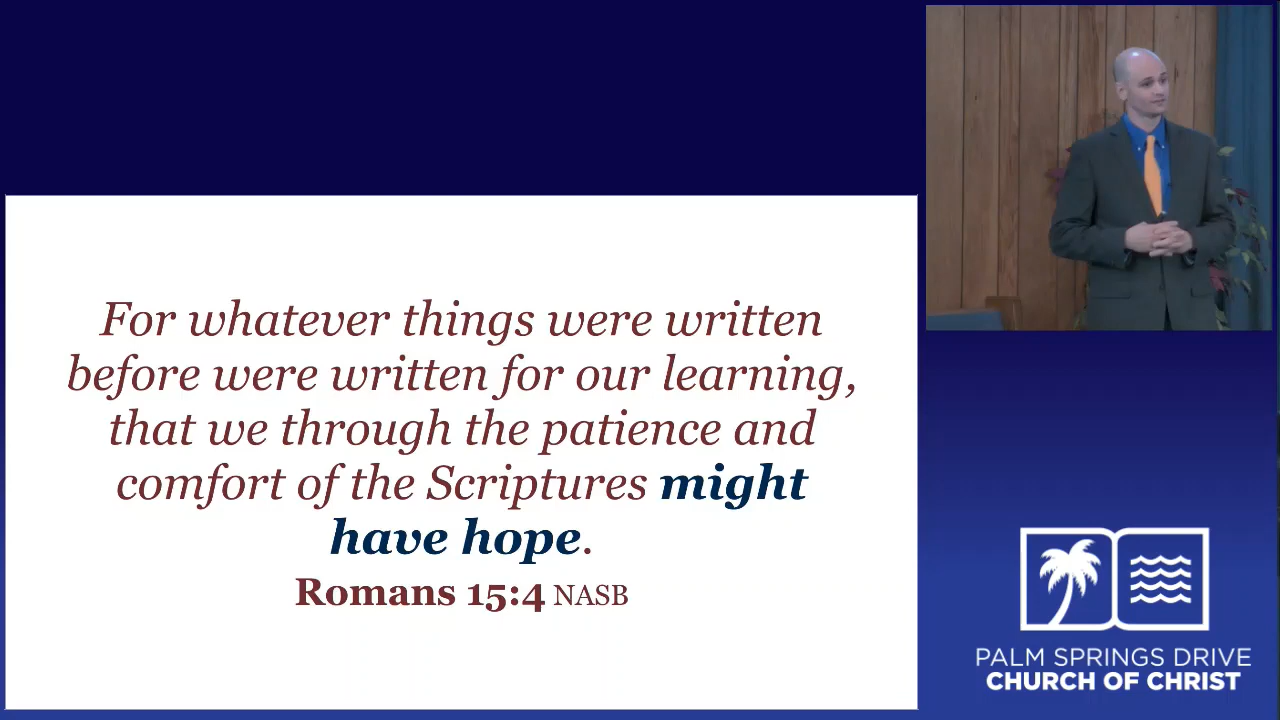 For whatever things were written
before were written for our learning,
that we through the patience and
comfort of the Scriptures might
have hope.
Romans 15:4 NASB
PALM SPRINGS DRIVE
CHURCH OF CHRIST